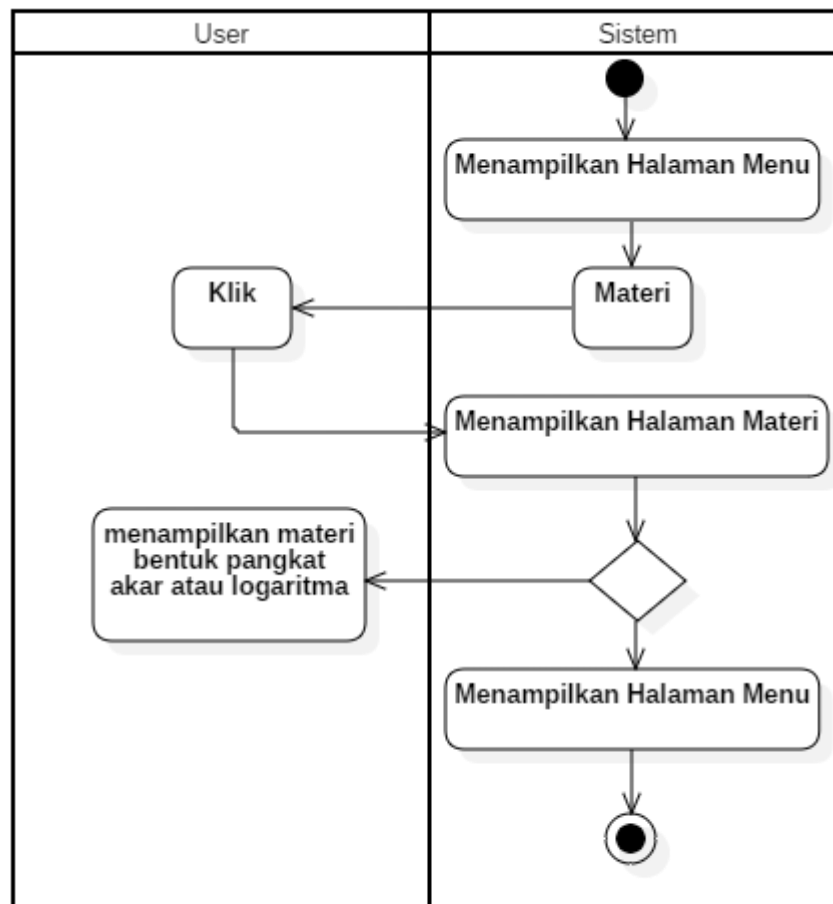 User
Sistem
Menampilkan Halaman Menu
Klik
Materi
Menampilkan Halaman Materi
menampilkan materi
bentuk pangkat
akar atau logaritma
Menampilkan Halaman Menu